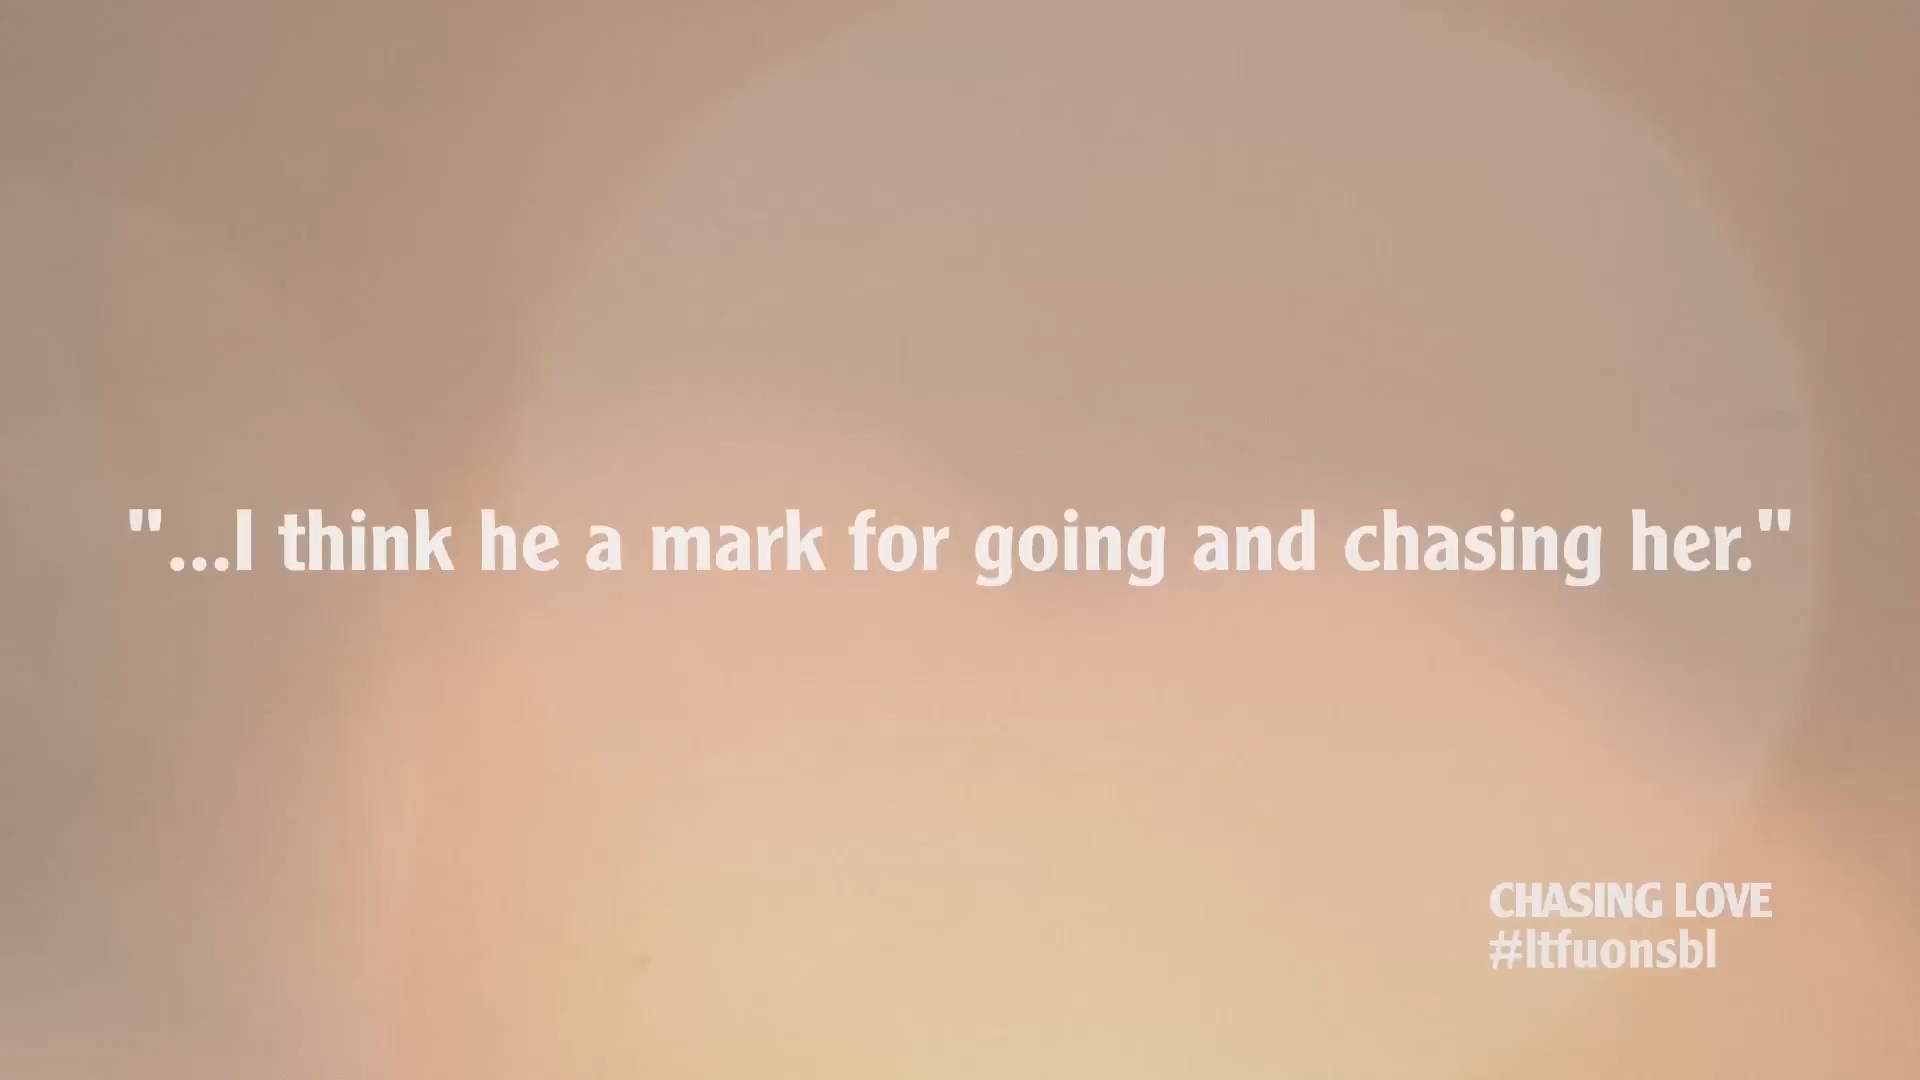 "...I think he a mark for going and chasing her."
CHASING LOVE
#ltfuonsbl